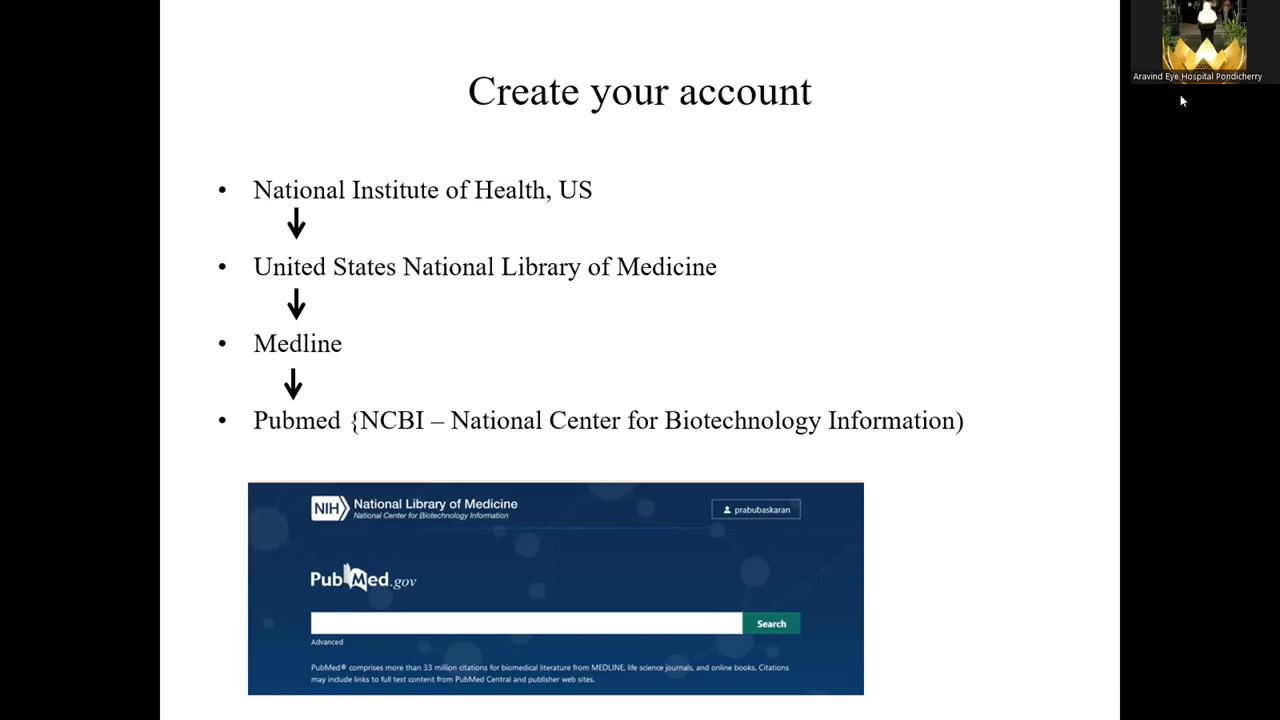 Create your account
• National Institute of Health, US
• United States National Library of Medicine
• Medline
• Pubmed {NCBI – National Center for Biotechnology Information)
NIH National Library of Medicine
National Center for Biotechnology Information
prabubaskaran
PubMed.gov
Search
Advanced
PubMed® comprises more than 33 million citations for biomedical literature from MEDLINE, life science journals, and online books. Citations
may include links to full text content from PubMed Central and publisher web sites.
Aravind Eye Hospital Pondicherry